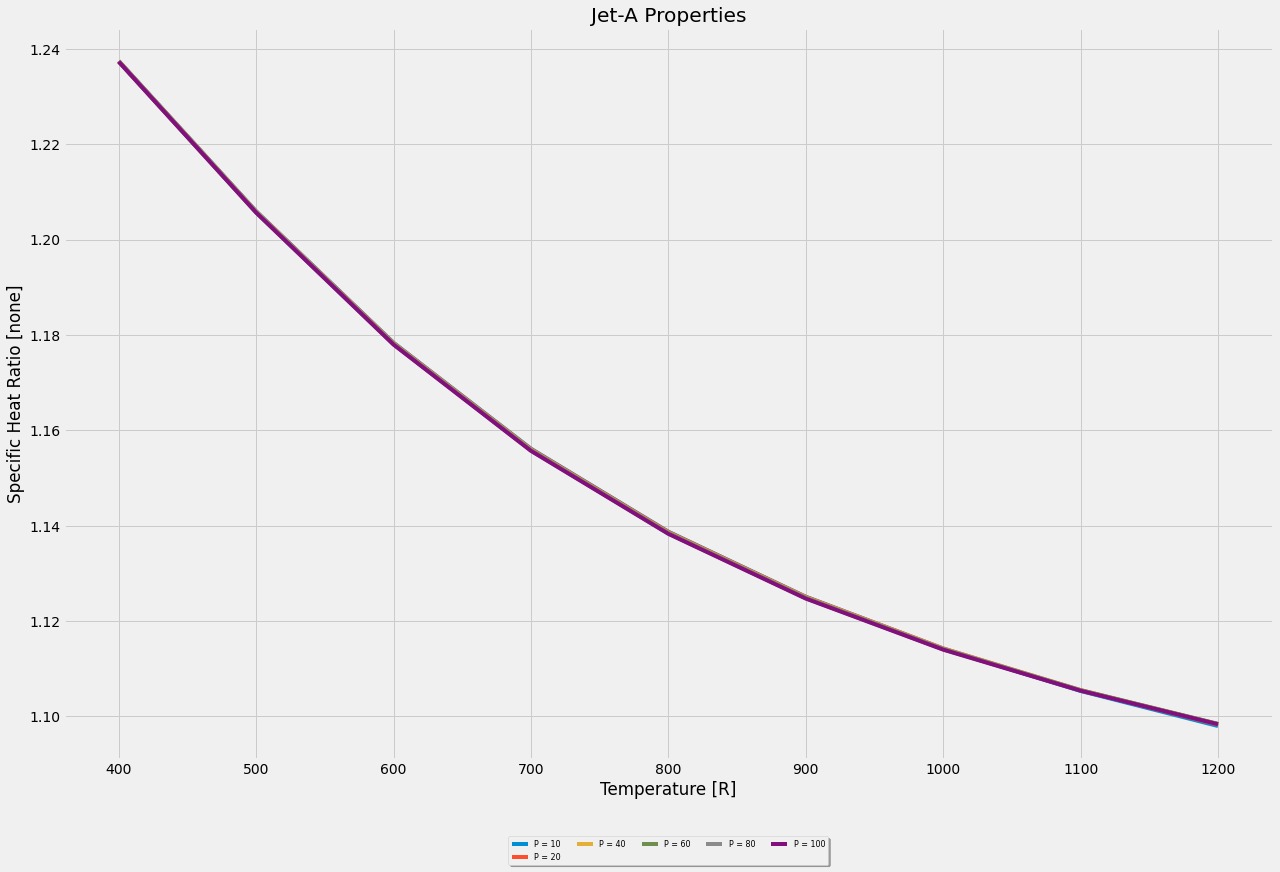 Jet-A Properties
1.24
1.22
1.20
1.18
1.16
1.14
1.12
1.10
Specific Heat Ratio [none]
400 500 600 700 800 900 1000 1100 1200
Temperature [R]
P = 10 P = 40 P = 60 P = 80 P = 100
P = 20